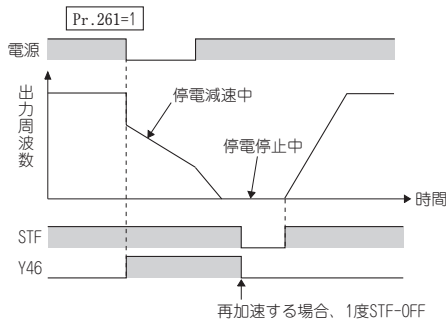 Pr.261=1
電源
出力周波数
停電減速中
停電停止中
時間
STF
Y46
再加速する場合、1度STF-OFF